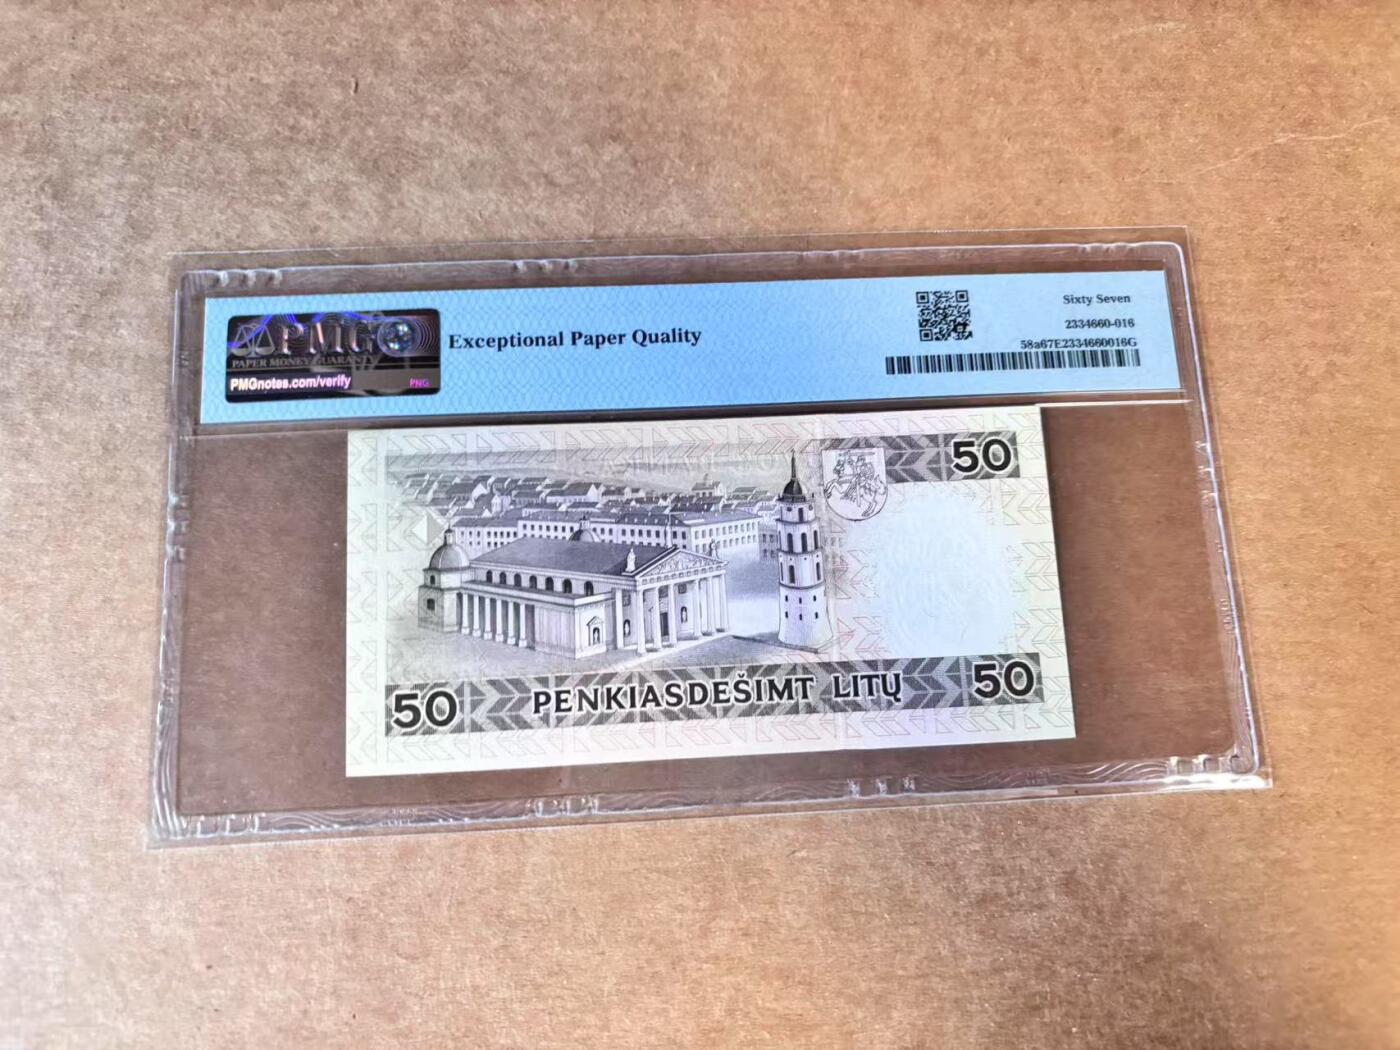 PMG
PAPER MONEY GUARANTY
PMGnotes.com/verify
PNG
Exceptional Paper Quality
Sixty Seven
2334660-016
58a67E2334660016G
50
50
PENKIASDEŠIMT LITŲ
50